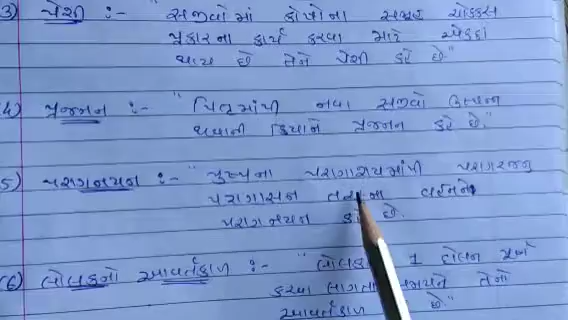 3) પેશી :- "સજીવોમાં કોષોના સમૂહ ચોક્કસ
પ્રકારના કાર્ય કરવા માટે એકઠાં
થાય છે તેને પેશી કહે છે."
(4) પ્રજનન :- "પિતૃમાંથી નવા સજીવો ઉત્પન્ન
થવાની ક્રિયાને પ્રજનન કહે છે."
5) પરાગનયન :- "પુષ્પના પરાગાશયમાંથી પરાગરજનું
પરાગાસન વહનને
પરાગનયન કહે છે.
(6) લોલકનો આવર્તકાળ :- "લોલકને 1 દોલન પૂર્ણ
કરવા લાગતા સમયને તેનો
આવર્તકાળ છે."